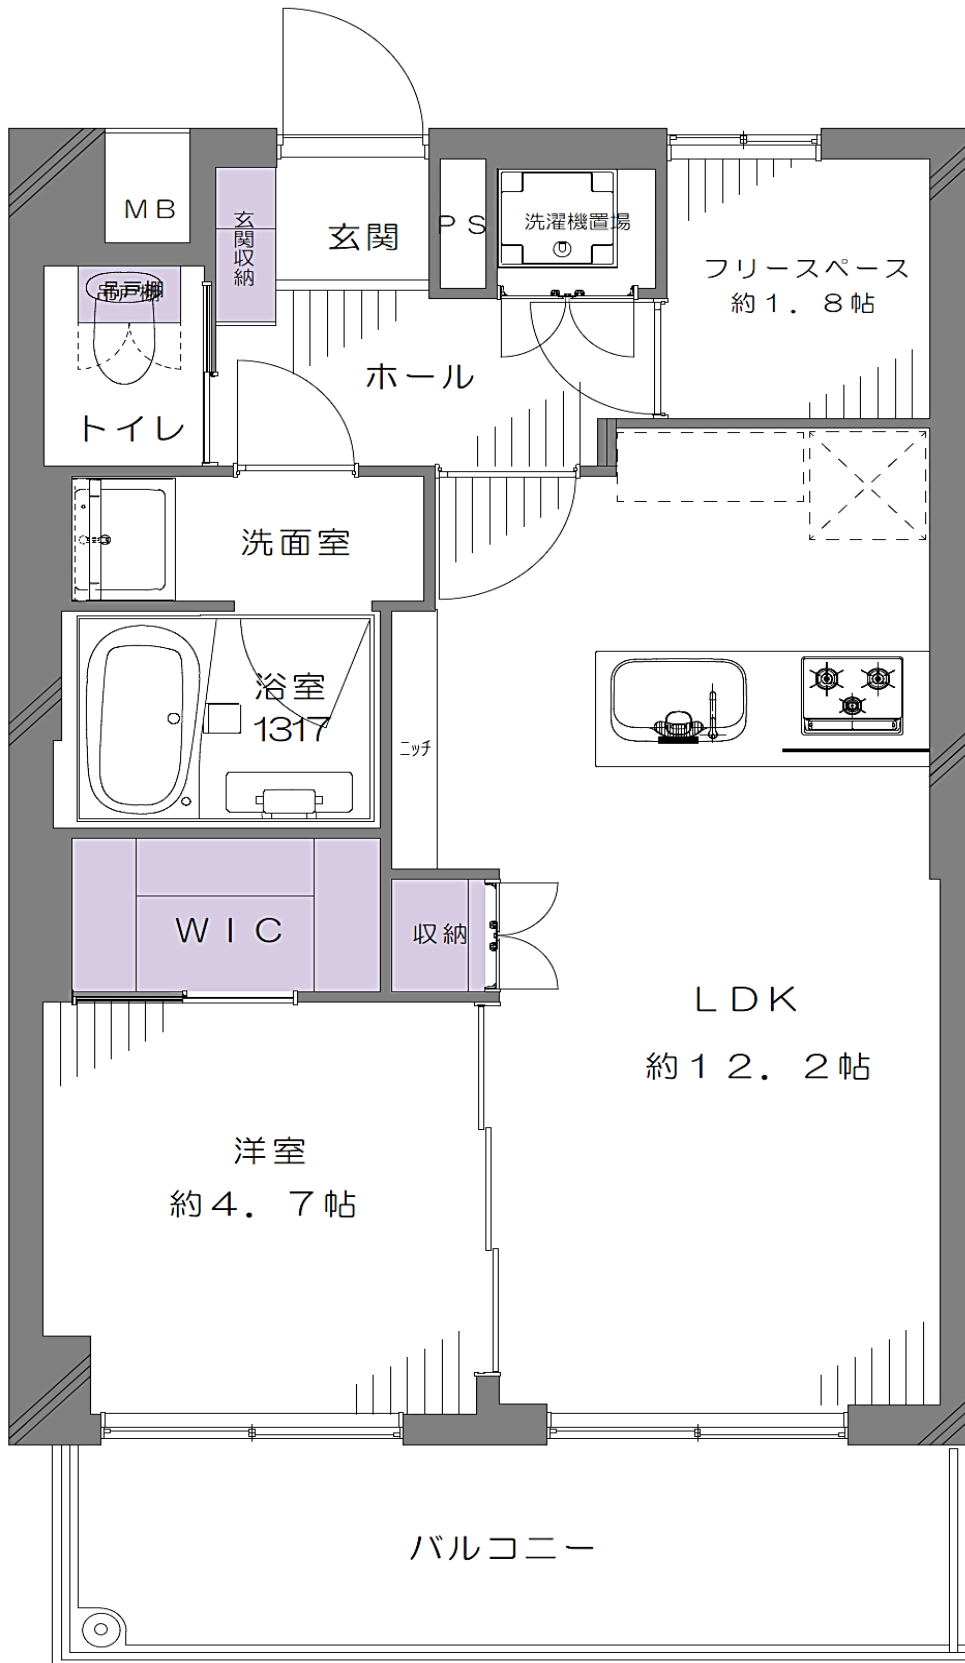 MB
玄関収納
玄関
PS
洗濯機置場
フリースペース
約1.8帖
吊戸棚
トイレ
ホール
洗面室
浴室
1317
ニッチ
WIC
収納
LDK
約12.2帖
洋室
約4.7帖
バルコニー